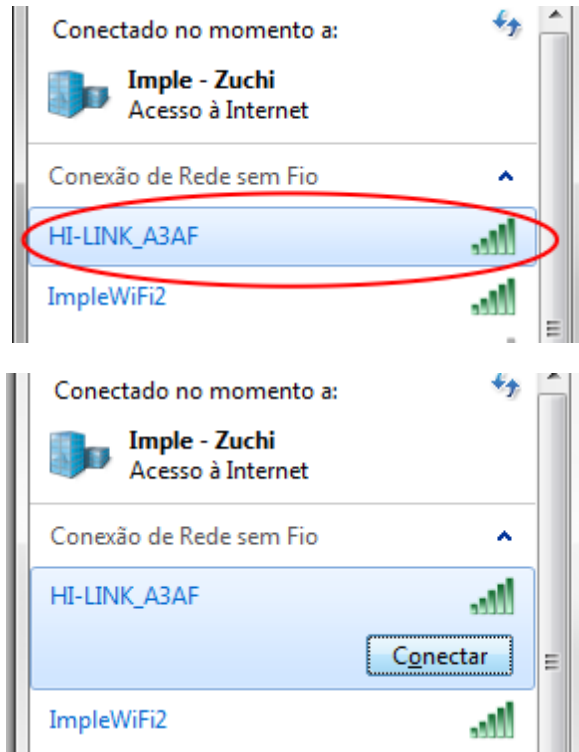 Conectado no momento a:
Imple - Zuchi
Acesso à Internet
Conexão de Rede sem Fio
HI-LINK_A3AF
ImpleWiFi2
Conectado no momento a:
Imple - Zuchi
Acesso à Internet
Conexão de Rede sem Fio
HI-LINK_A3AF
Conectar
ImpleWiFi2